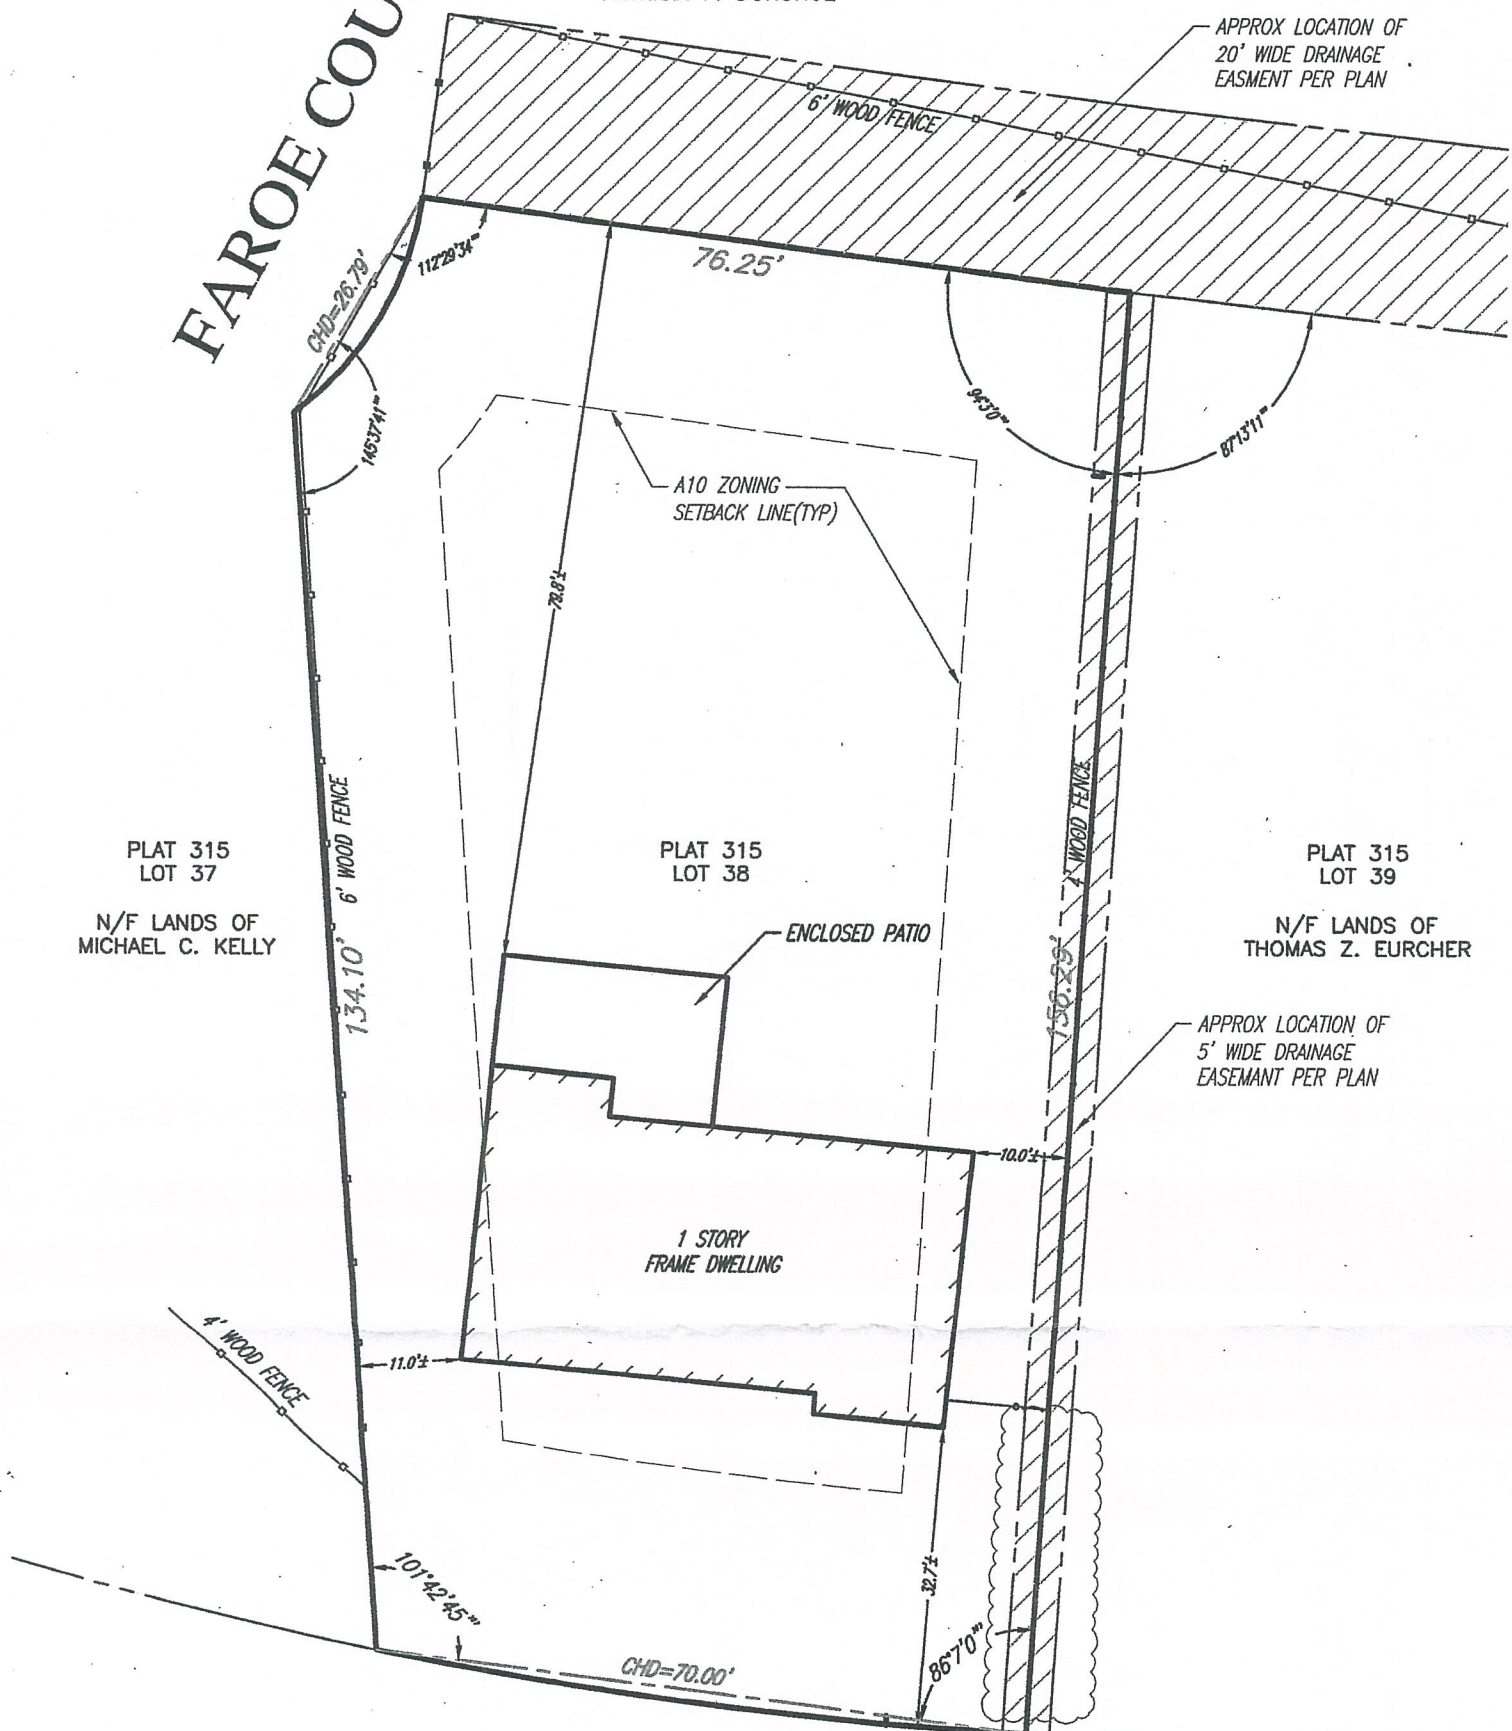 FAROE COU
APPROX LOCATION OF
20' WIDE DRAINAGE
EASMENT PER PLAN
6' WOOD FENCE
CHD=26.79'
112°29'34"'
76.25'
145°37'41"'
94°3'0"'
87°13'11"'
A10 ZONING
SETBACK LINE(TYP)
79.8'±
PLAT 315
LOT 37
N/F LANDS OF
MICHAEL C. KELLY
6' WOOD FENCE
134.10'
PLAT 315
LOT 38
ENCLOSED PATIO
4' WOOD FENCE
PLAT 315
LOT 39
N/F LANDS OF
THOMAS Z. EURCHER
APPROX LOCATION OF
5' WIDE DRAINAGE
EASEMANT PER PLAN
10.0'±
1 STORY
FRAME DWELLING
4' WOOD FENCE
11.0'±
32.7'±
101°42'45"'
86°7'0"'
CHD=70.00'